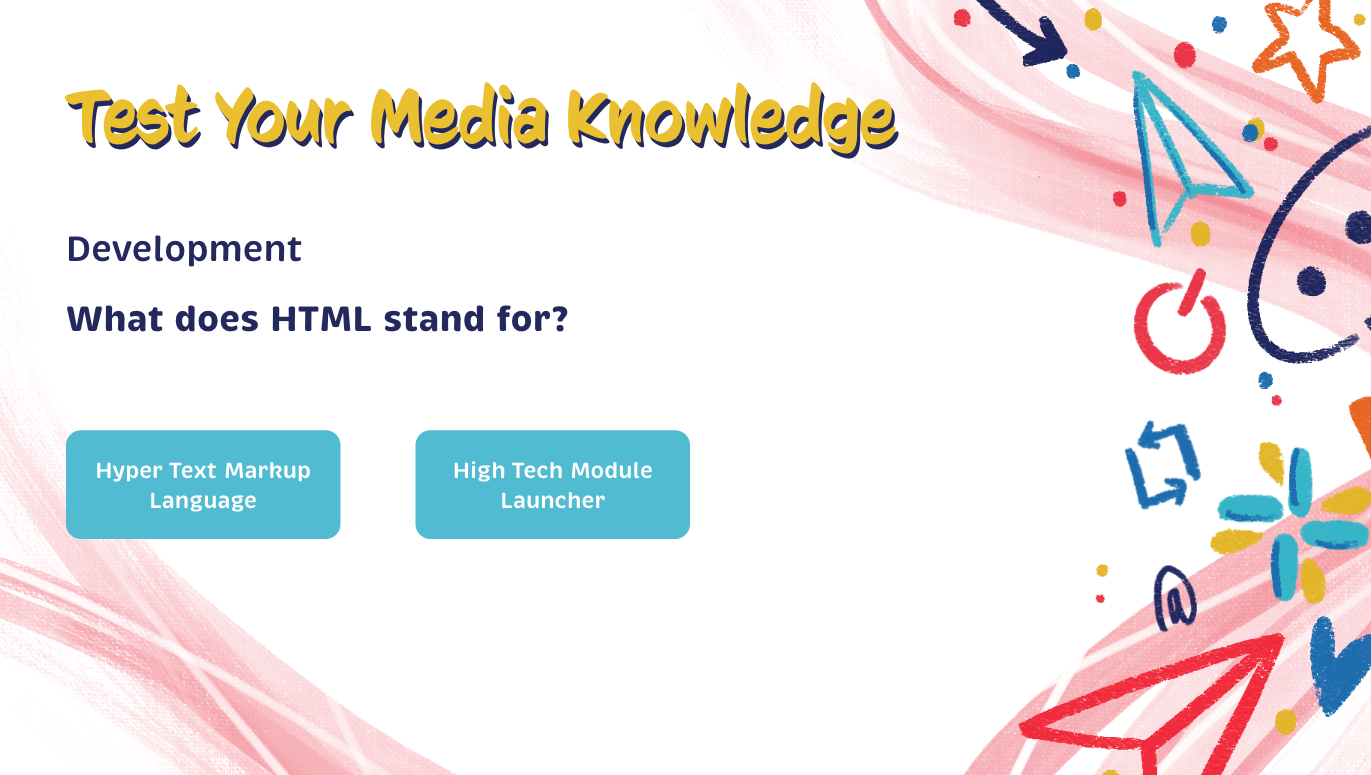 Test Your Media Knowledge
Development
What does HTML stand for?
Hyper Text Markup
Language
High Tech Module
Launcher
@